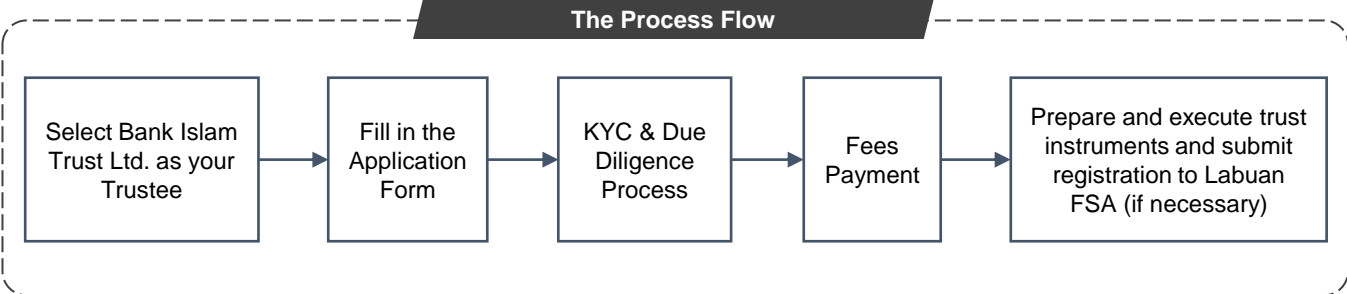 The Process Flow
Select Bank Islam
Trust Ltd. as your
Trustee
Fill in the
Application
Form
KYC & Due
Diligence
Process
Fees
Payment
Prepare and execute trust
instruments and submit
registration to Labuan
FSA (if necessary)